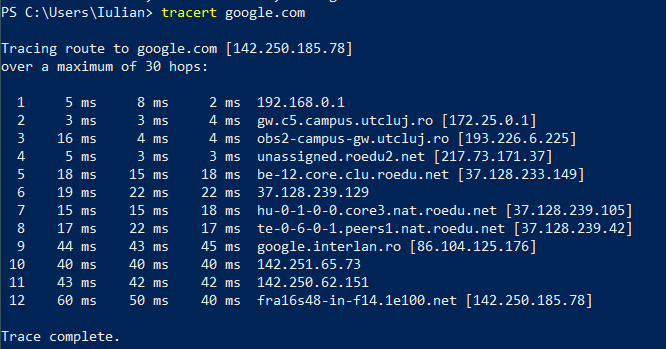 PS C:\Users\Iulian> tracert google.com
Tracing route to google.com [142.250.185.78]
over a maximum of 30 hops:
1 5 ms 8 ms 2 ms 192.168.0.1
2 3 ms 3 ms 4 ms gw.c5.campus.utcluj.ro [172.25.0.1]
3 16 ms 4 ms 4 ms obs2-campus-gw.utcluj.ro [193.226.6.225]
4 5 ms 3 ms 3 ms unassigned.roedu2.net [217.73.171.37]
5 18 ms 15 ms 18 ms be-12.core.clu.roedu.net [37.128.233.149]
6 19 ms 22 ms 22 ms 37.128.239.129
7 15 ms 15 ms 18 ms hu-0-1-0-0.core3.nat.roedu.net [37.128.239.105]
8 17 ms 22 ms 17 ms te-0-6-0-1.peers1.nat.roedu.net [37.128.239.42]
9 44 ms 43 ms 45 ms google.interlan.ro [86.104.125.176]
10 40 ms 40 ms 40 ms 142.251.65.73
11 43 ms 42 ms 42 ms 142.250.62.151
12 60 ms 50 ms 40 ms fra16s48-in-f14.1e100.net [142.250.185.78]
Trace complete.